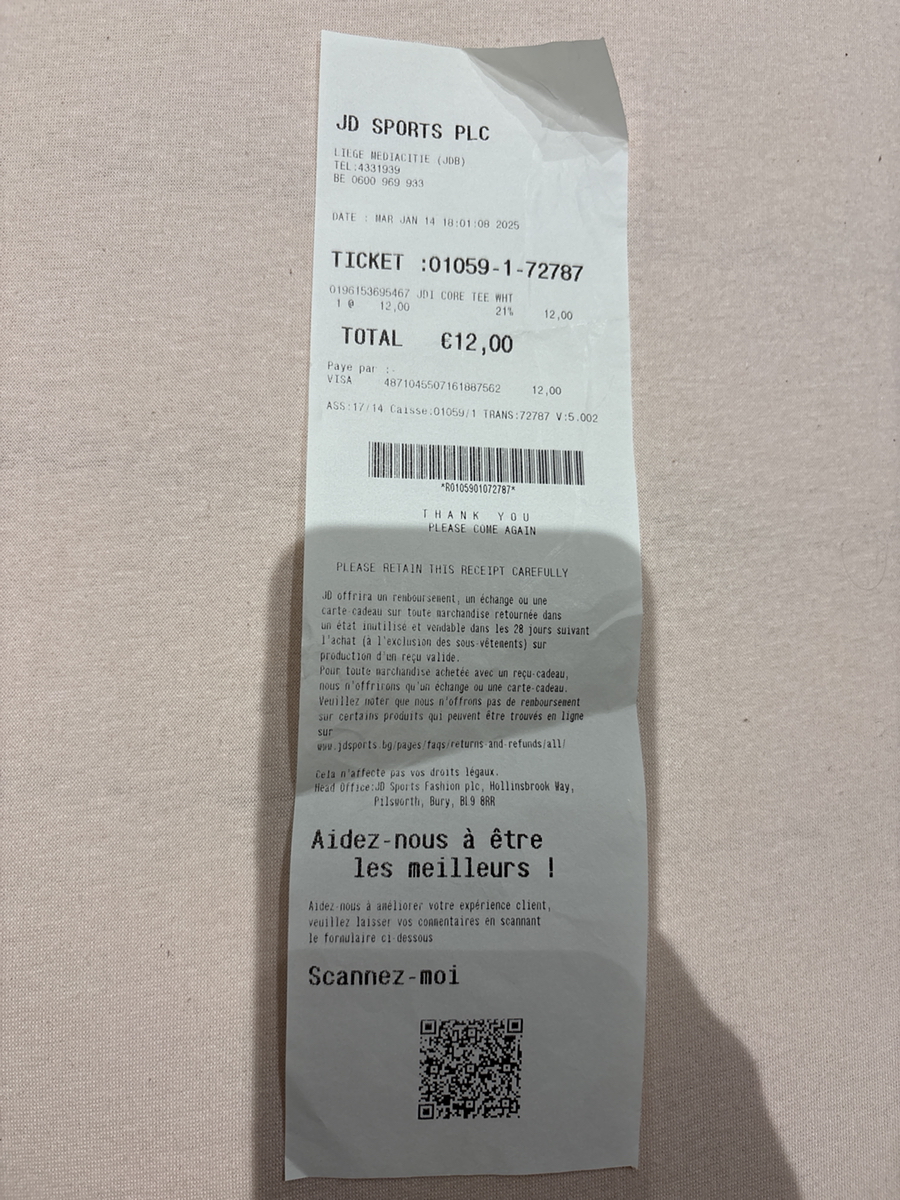 JD SPORTS PLC
LIEGE MEDIACITIE (JDB)
TEL:4331939
BE 0600 969 933
DATE : MAR JAN 14 18:01:08 2025
TICKET :01059-1-72787
0196153695467 JDI CORE TEE WHT
1 @ 12,00 21% 12,00
TOTAL €12,00
Paye par :-
VISA 4871045507161887562 12,00
ASS:17/14 Caisse:01059/1 TRANS:72787 V:5.002
*R0105901072787*
THANK YOU
PLEASE COME AGAIN
PLEASE RETAIN THIS RECEIPT CAREFULLY
JD offrira un remboursement, un échange ou une
carte-cadeau sur toute marchandise retournée dans
un état inutilisé et vendable dans les 28 jours suivant
l'achat (à l'exclusion des sous-vêtements) sur
production d'un reçu valide.
Pour toute marchandise achetée avec un reçu-cadeau,
nous n'offrirons qu'un échange ou une carte-cadeau.
Veuillez noter que nous n'offrons pas de remboursement
sur certains produits qui peuvent être trouvés en ligne
sur
www.jdsports.bg/pages/faqs/returns-and-refunds/all/
Cela n'affecte pas vos droits légaux.
Head Office:JD Sports Fashion plc, Hollinsbrook Way,
Pilsworth, Bury, BL9 8RR
Aidez-nous à être
les meilleurs !
Aidez-nous à améliorer votre expérience client,
veuillez laisser vos commentaires en scannant
le formulaire ci-dessous
Scannez-moi